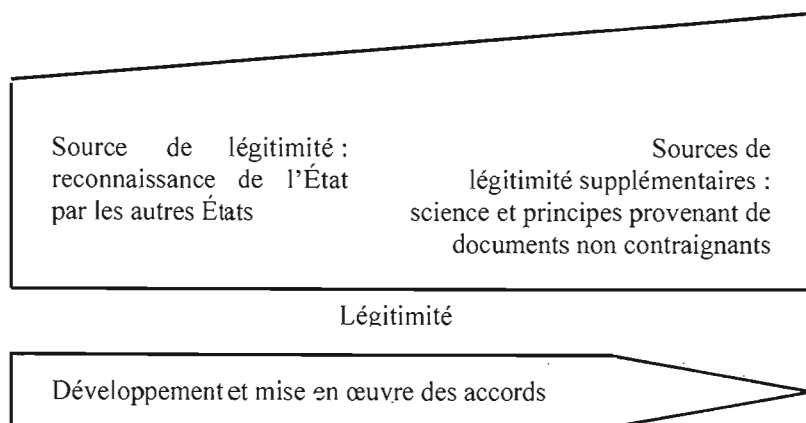 Source de légitimité :
reconnaissance de l'État
par les autres États
Sources de
légitimité supplémentaires :
science et principes provenant de
documents non contraignants
Légitimité
Développement et mise en œuvre des accords